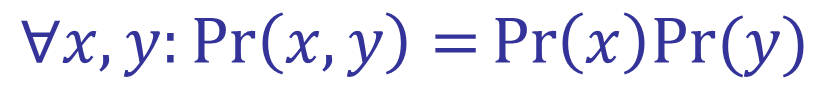 ∀x, y: Pr(x, y) = Pr(x)Pr(y)